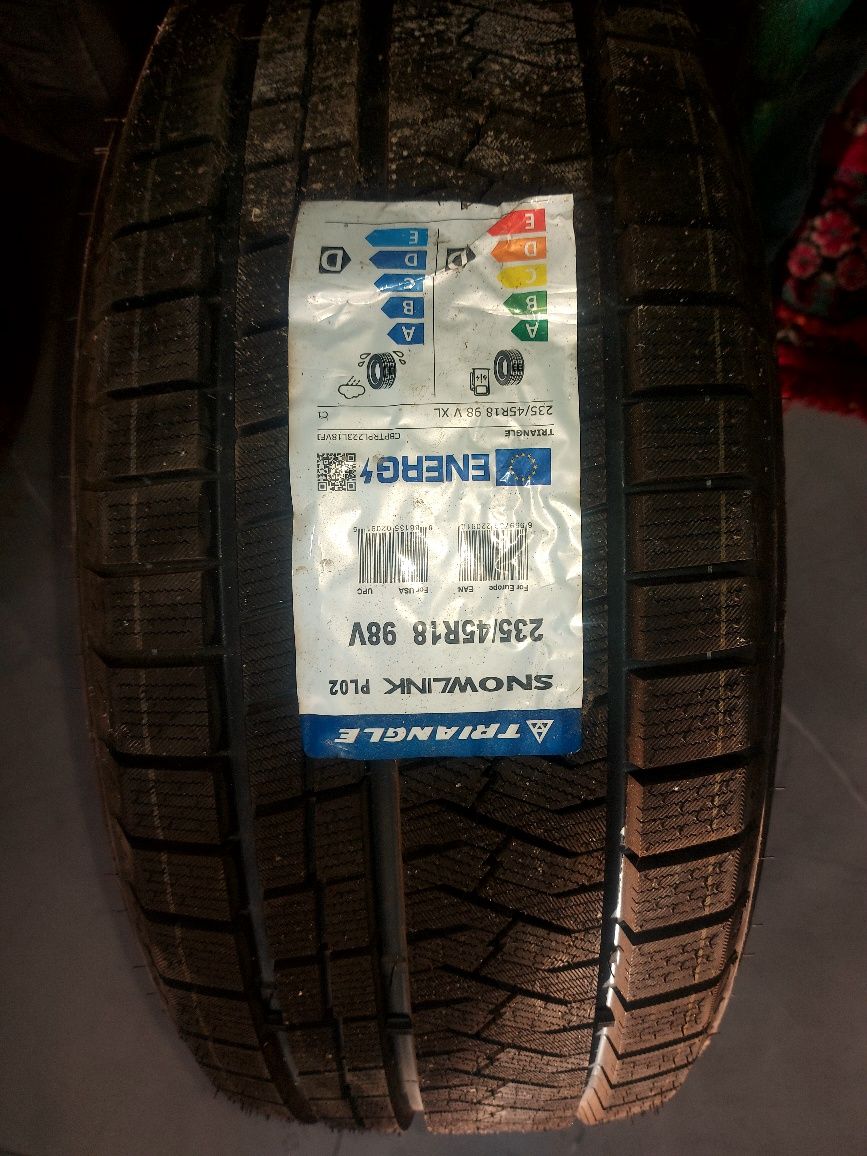 TRIANGLE
SNOWLINK PL02
235/45R18 98V
For Europe EAN
For USA UPC
ENERG
TRIANGLE CBPTRPL223L18VFJ
235/45R18 98 V XL C1
A
B
C
D
E
D
A
B
C
D
E
D